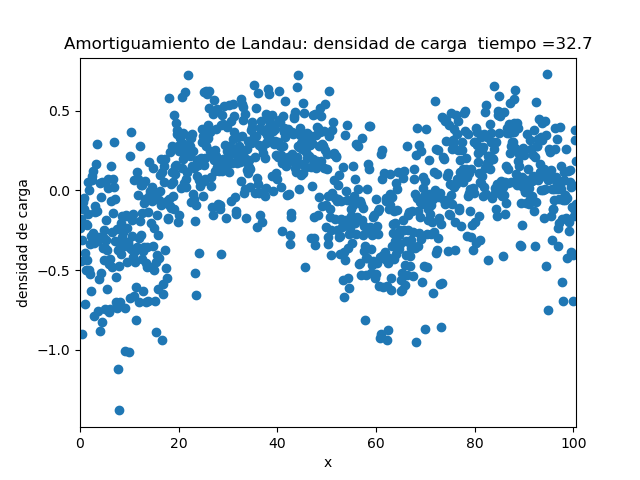 Amortiguamiento de Landau: densidad de carga  tiempo =32.7
densidad de carga
0.5
0.0
−0.5
−1.0
0 20 40 60 80 100
x